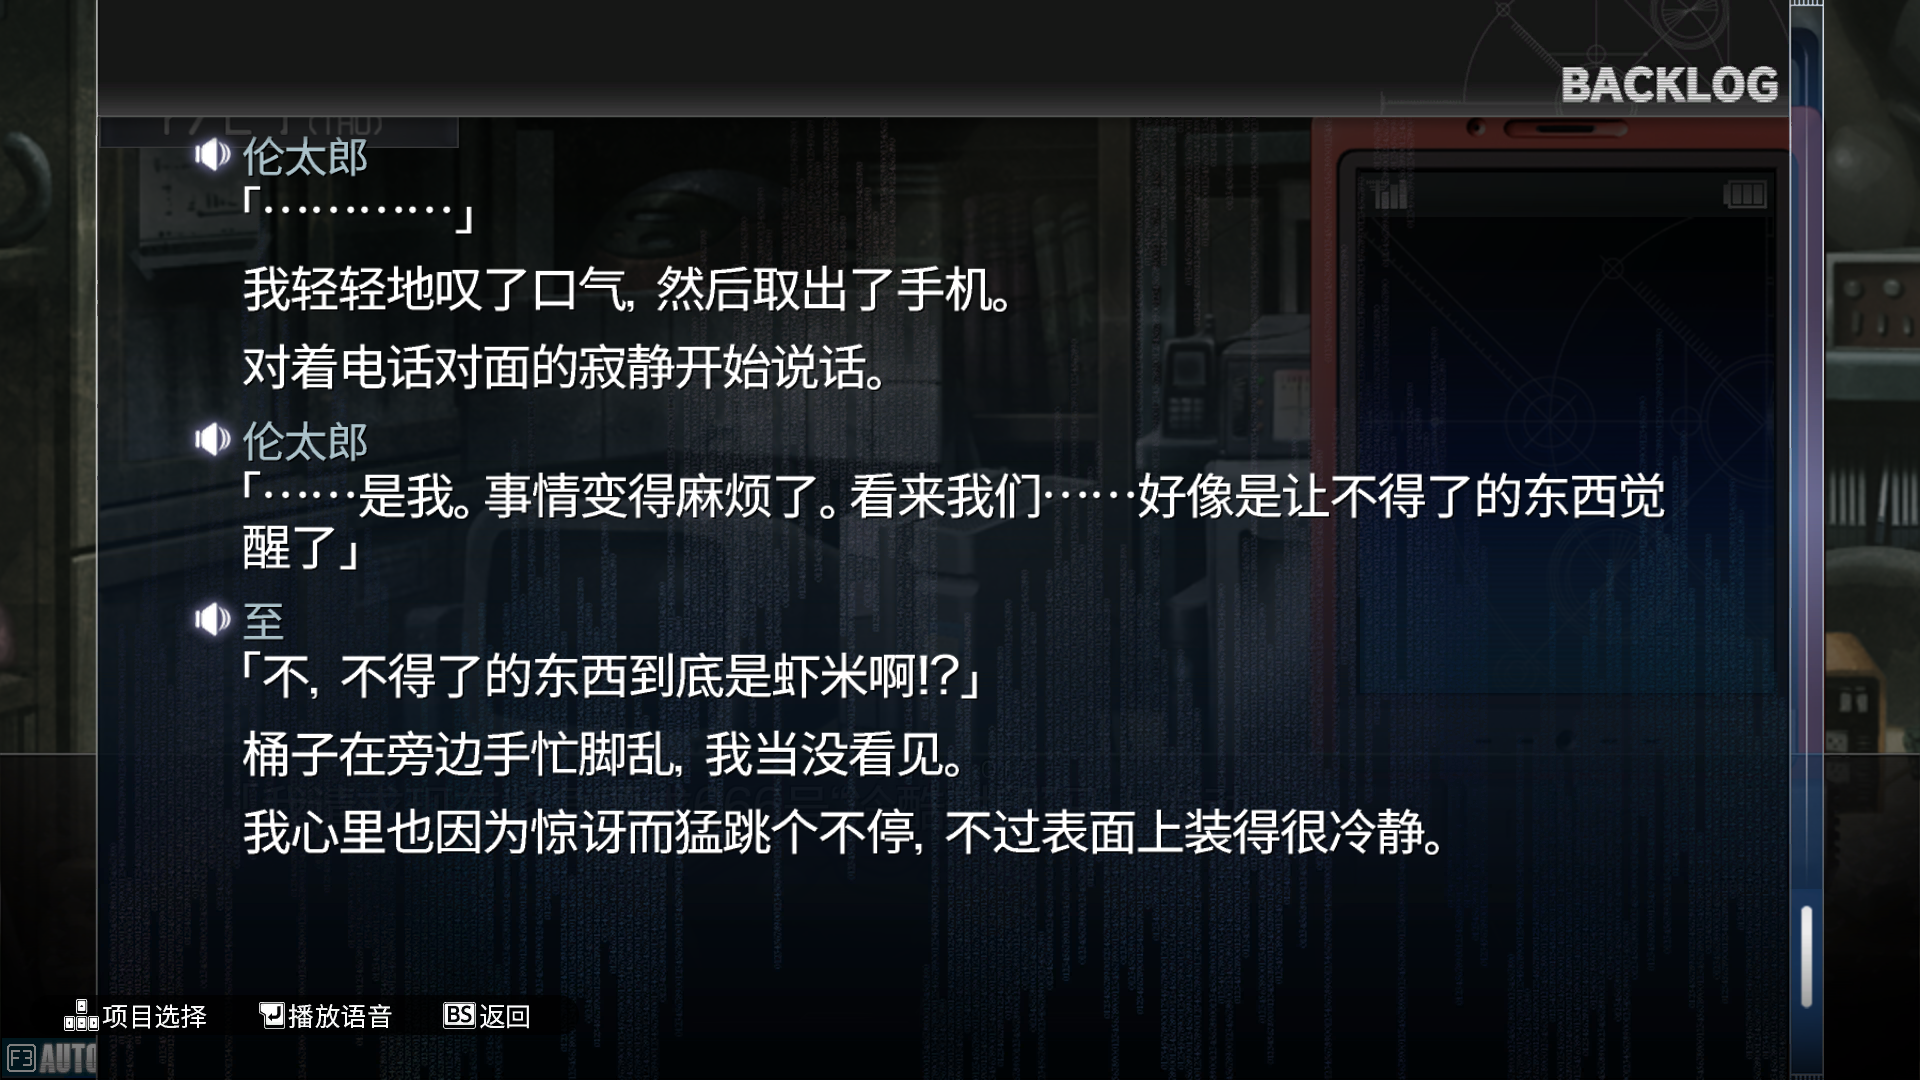 BACKLOG
(THU)
伦太郎
「…………」
我轻轻地叹了口气，然后取出了手机。
对着电话对面的寂静开始说话。
伦太郎
「……是我。事情变得麻烦了。看来我们……好像是让不得了的东西觉
醒了」
至
「不，不得了的东西到底是虾米啊!?」
桶子在旁边手忙脚乱，我当没看见。
我心里也因为惊讶而猛跳个不停，不过表面上装得很冷静。
项目选择 播放语音 BS返回
F3 AUTO